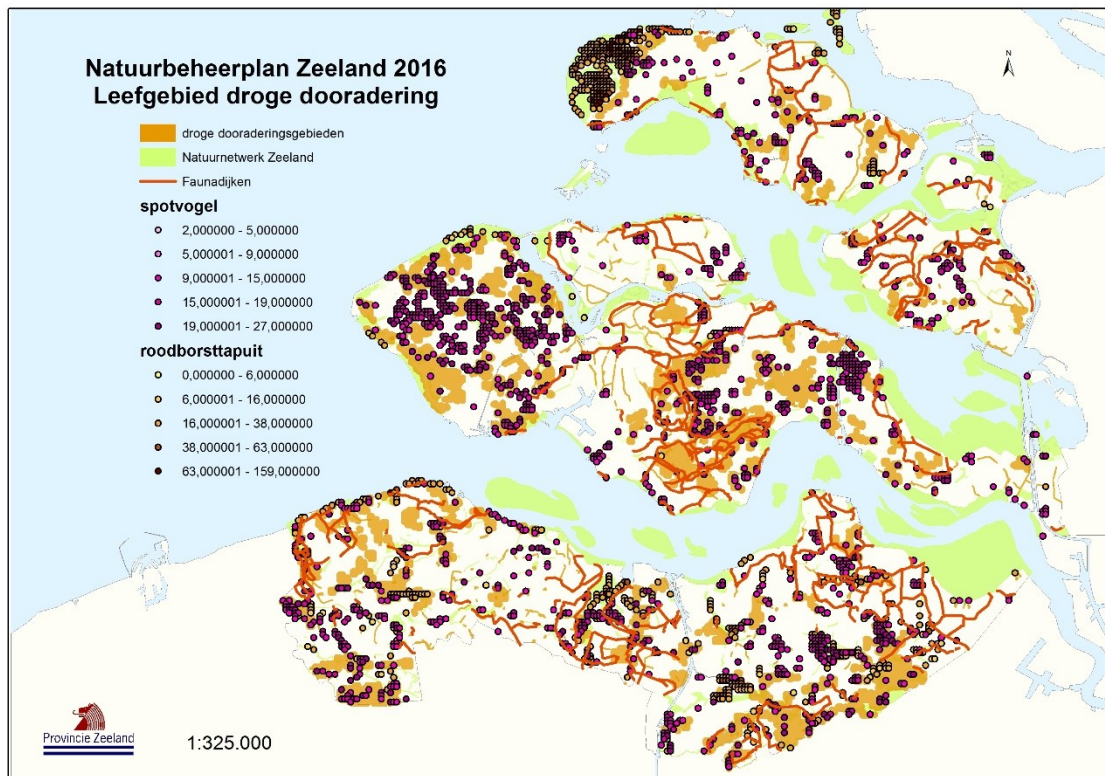 Natuurbeheerplan Zeeland 2016
Leefgebied droge dooradering
droge dooraderingsgebieden
Natuurnetwerk Zeeland
Faunadijken
spotvogel
2,000000 - 5,000000
5,000001 - 9,000000
9,000001 - 15,000000
15,000001 - 19,000000
19,000001 - 27,000000
roodborsttapuit
0,000000 - 6,000000
6,000001 - 16,000000
16,000001 - 38,000000
38,000001 - 63,000000
63,000001 - 159,000000
N
Provincie Zeeland
1:325.000